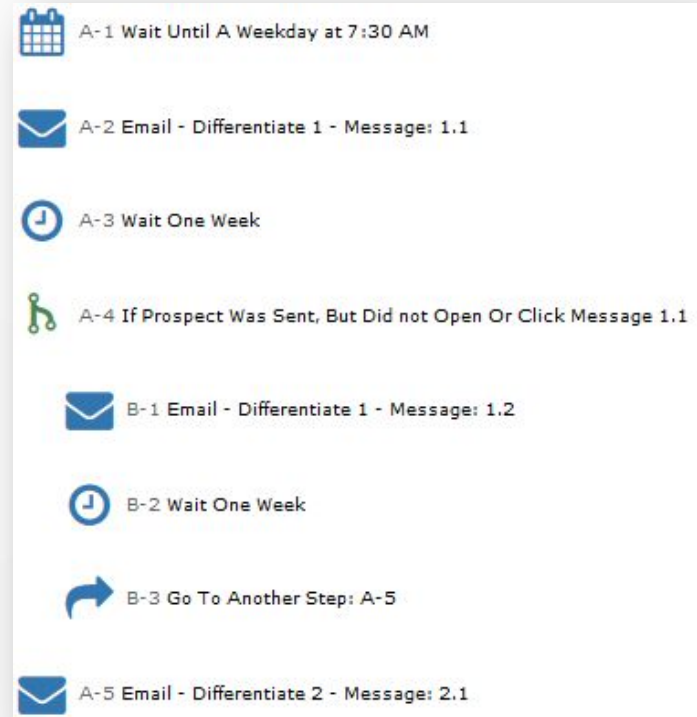 A-1 Wait Until A Weekday at 7:30 AM
A-2 Email - Differentiate 1 - Message: 1.1
A-3 Wait One Week
A-4 If Prospect Was Sent, But Did not Open Or Click Message 1.1
B-1 Email - Differentiate 1 - Message: 1.2
B-2 Wait One Week
B-3 Go To Another Step: A-5
A-5 Email - Differentiate 2 - Message: 2.1